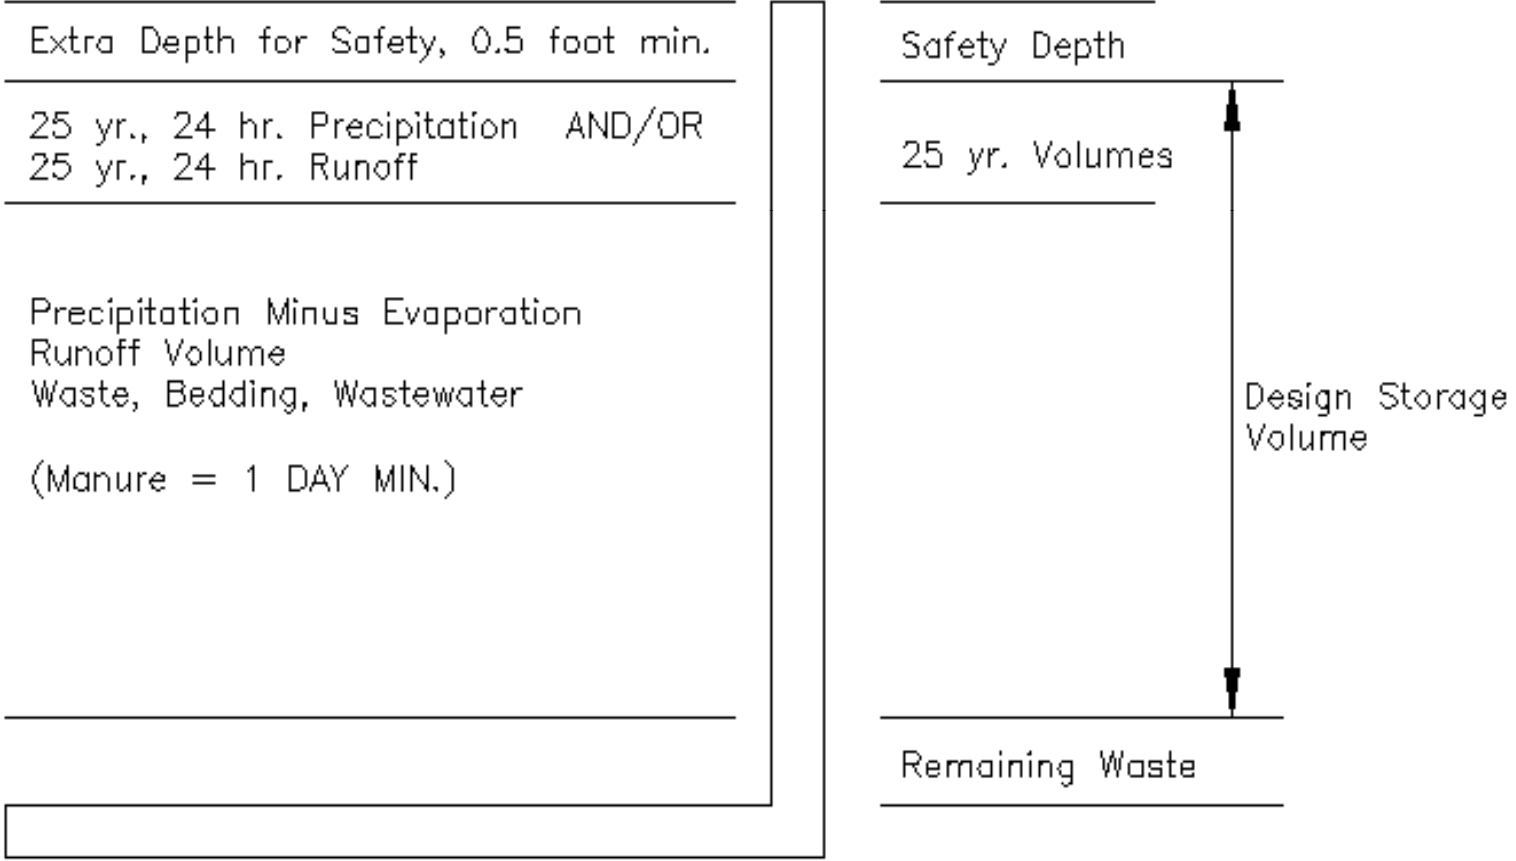 Extra Depth for Safety, 0.5 foot min.
Safety Depth
25 yr., 24 hr. Precipitation AND/OR
25 yr., 24 hr. Runoff
25 yr. Volumes
Precipitation Minus Evaporation
Runoff Volume
Waste, Bedding, Wastewater
(Manure = 1 DAY MIN.)
Design Storage
Volume
Remaining Waste